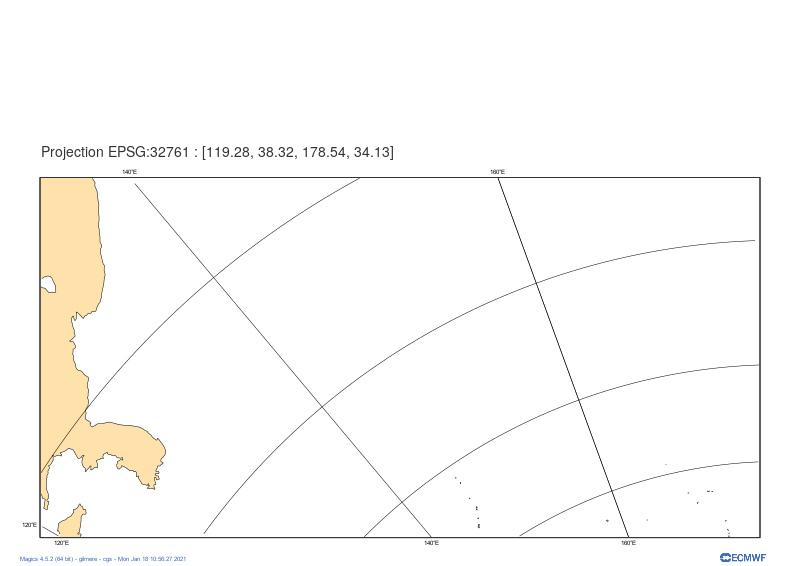 Projection EPSG:32761 : [119.28, 38.32, 178.54, 34.13]
140°E 160°E
120°E
120°E 140°E 160°E
Magics 4.5.2 (64 bit) - gilmere - cgs - Mon Jan 18 10:56:27 2021
ECMWF